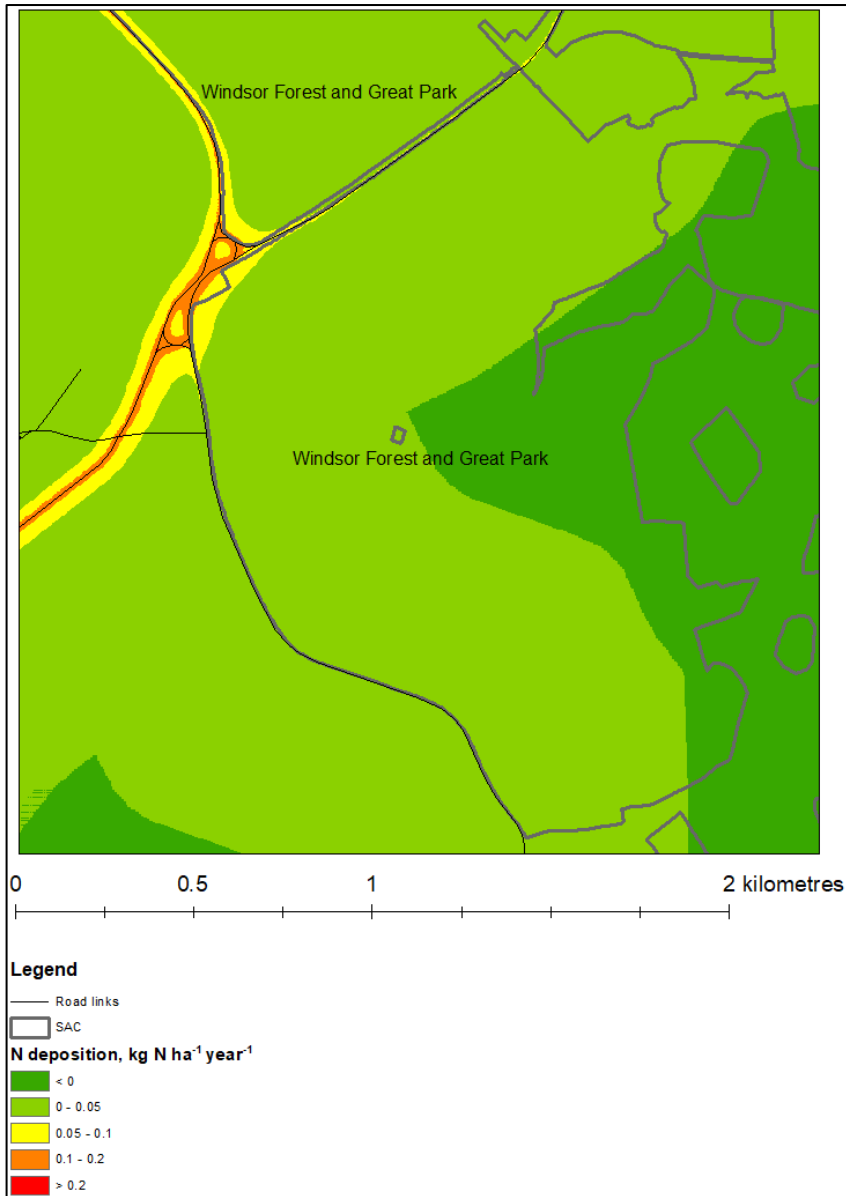 Windsor Forest and Great Park
Windsor Forest and Great Park
0 0.5 1 2 kilometres
Legend
Road links
SAC
N deposition, kg N ha⁻¹ year⁻¹
< 0
0 - 0.05
0.05 - 0.1
0.1 - 0.2
> 0.2